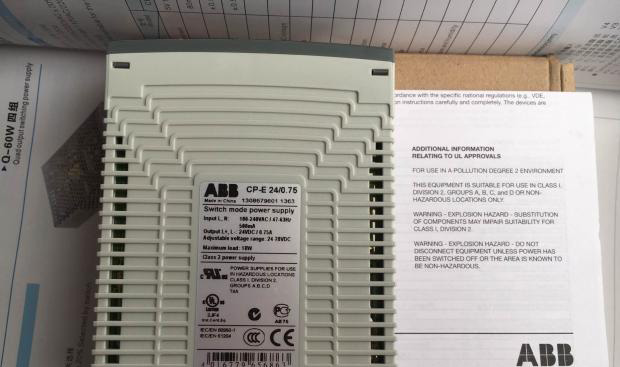 Q-60W 四组
Quad output switching power supply
ABB CP-E 24/0.75
Made in China
Switch mode power supply
Input L, N: 100-240VAC / 47-63Hz
500mA
Output L+, L-: 24VDC / 0.75A
Adjustable voltage range: 24-28VDC
Maximum load: 18W
Class 2 power supply
POWER SUPPLIES FOR USE
IN HAZARDOUS LOCATIONS
CLASS I, DIVISION 2,
GROUPS A,B,C,D
LISTED
IEC/EN 60950-1
IEC/EN 61204
CCC
ordance with the specific national regulations (e.g., VDE,
on instructions carefully and completely. The devices are
ADDITIONAL INFORMATION
RELATING TO UL APPROVALS
FOR USE IN A POLLUTION DEGREE 2 ENVIRONMENT
THIS EQUIPMENT IS SUITABLE FOR USE IN CLASS I,
DIVISION 2, GROUPS A, B, C, and D OR NON-
HAZARDOUS LOCATIONS ONLY.
WARNING - EXPLOSION HAZARD - SUBSTITUTION
OF COMPONENTS MAY IMPAIR SUITABILITY FOR
CLASS I, DIVISION 2.
WARNING - EXPLOSION HAZARD - DO NOT
DISCONNECT EQUIPMENT UNLESS POWER HAS
BEEN SWITCHED OFF OR THE AREA IS KNOWN TO
BE NON-HAZARDOUS.
ABB